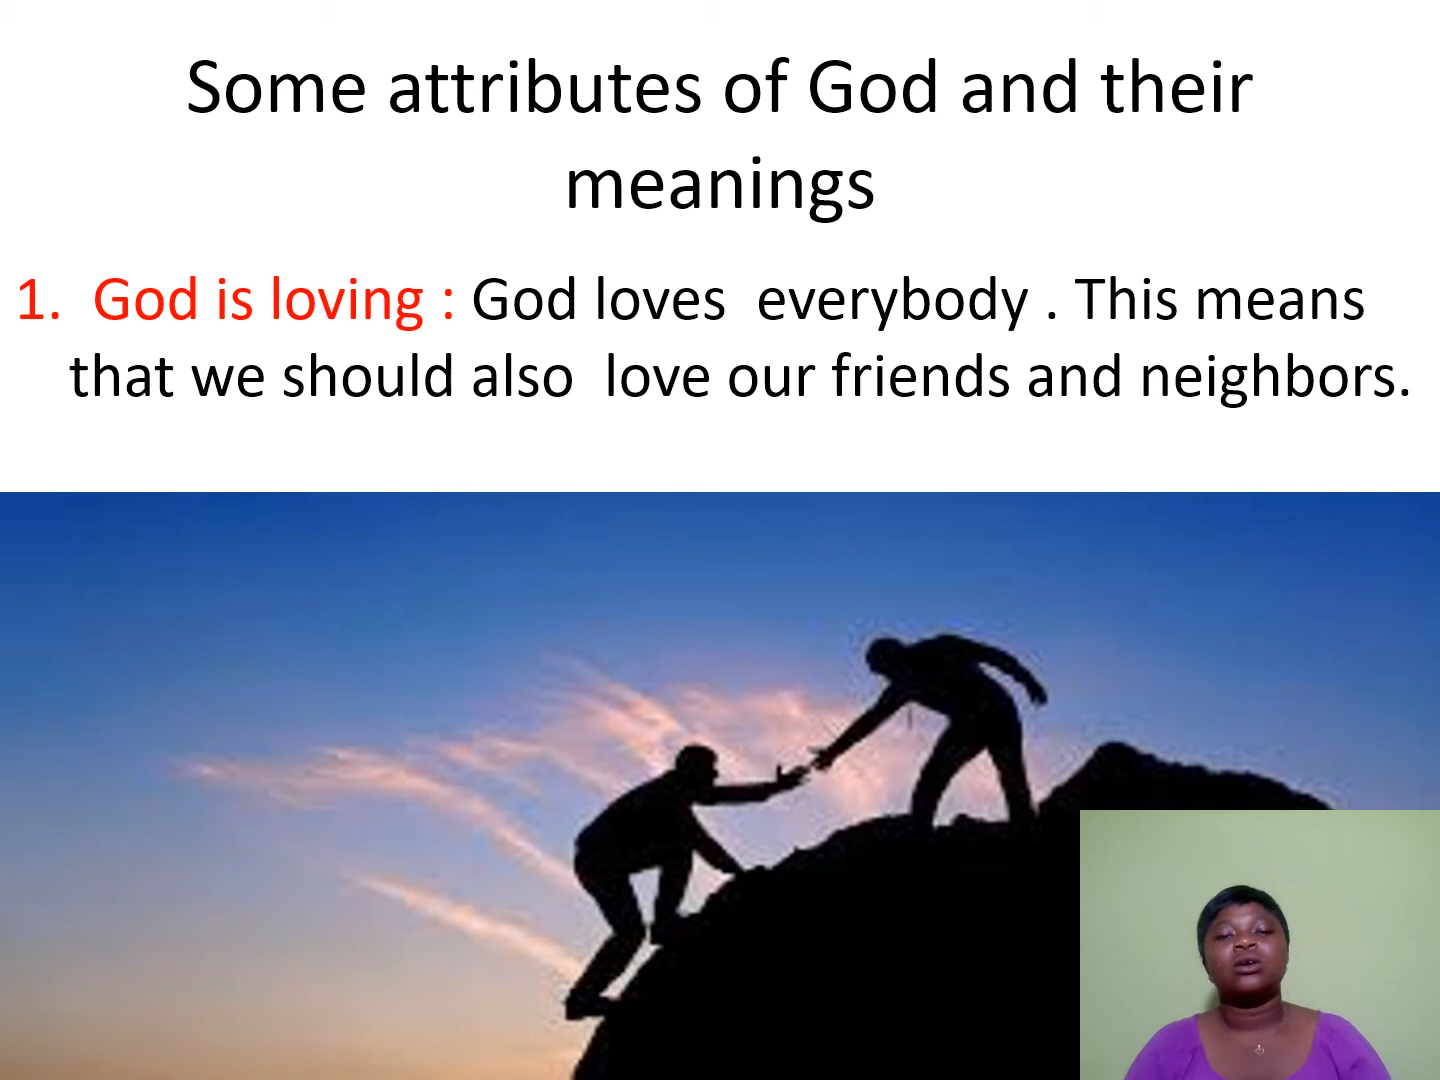 Some attributes of God and their
meanings
1. God is loving : God loves  everybody . This means
that we should also  love our friends and neighbors.